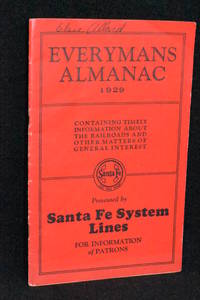 EVERYMANS
ALMANAC
1929
CONTAINING TIMELY
INFORMATION ABOUT
THE RAILROADS AND
OTHER MATTERS OF
GENERAL INTEREST
Santa Fe
Presented by
Santa Fe System
Lines
FOR INFORMATION
of PATRONS